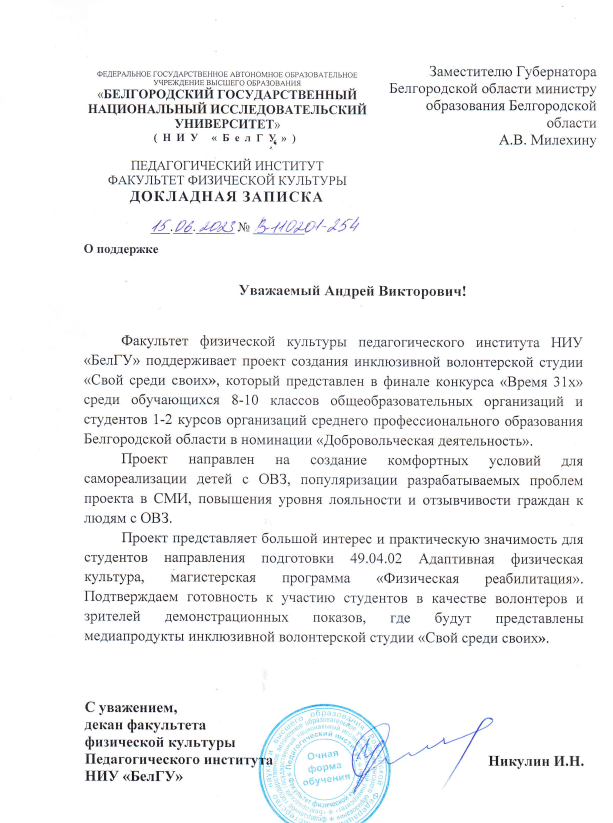 ФЕДЕРАЛЬНОЕ ГОСУДАРСТВЕННОЕ АВТОНОМНОЕ ОБРАЗОВАТЕЛЬНОЕ
УЧРЕЖДЕНИЕ ВЫСШЕГО ОБРАЗОВАНИЯ
«БЕЛГОРОДСКИЙ ГОСУДАРСТВЕННЫЙ
НАЦИОНАЛЬНЫЙ ИССЛЕДОВАТЕЛЬСКИЙ
УНИВЕРСИТЕТ»
(НИУ «БелГУ»)
ПЕДАГОГИЧЕСКИЙ ИНСТИТУТ
ФАКУЛЬТЕТ ФИЗИЧЕСКОЙ КУЛЬТУРЫ
ДОКЛАДНАЯ ЗАПИСКА
15.06.2023 № В-110201-254
О поддержке
Заместителю Губернатора
Белгородской области министру
образования Белгородской
области
А.В. Милехину
Уважаемый Андрей Викторович!
Факультет физической культуры педагогического института НИУ
«БелГУ» поддерживает проект создания инклюзивной волонтерской студии
«Свой среди своих», который представлен в финале конкурса «Время 31х»
среди обучающихся 8-10 классов общеобразовательных организаций и
студентов 1-2 курсов организаций среднего профессионального образования
Белгородской области в номинации «Добровольческая деятельность».
Проект направлен на создание комфортных условий для
самореализации детей с ОВЗ, популяризации разрабатываемых проблем
проекта в СМИ, повышения уровня лояльности и отзывчивости граждан к
людям с ОВЗ.
Проект представляет большой интерес и практическую значимость для
студентов направления подготовки 49.04.02 Адаптивная физическая
культура, магистерская программа «Физическая реабилитация».
Подтверждаем готовность к участию студентов в качестве волонтеров и
зрителей демонстрационных показов, где будут представлены
медиапродукты инклюзивной волонтерской студии «Свой среди своих».
С уважением,
декан факультета
физической культуры
Педагогического института
НИУ «БелГУ»
Очная
форма
обучения
Никулин И.Н.